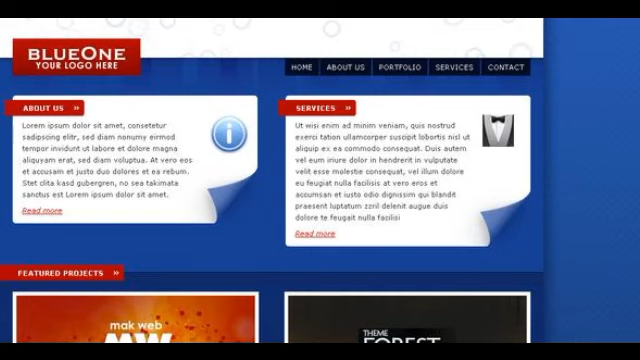 BLUEONE
YOUR LOGO HERE
HOME ABOUT US PORTFOLIO SERVICES CONTACT
ABOUT US »
Lorem ipsum dolor sit amet, consetetur
sadipscing elitr, sed diam nonumy eirmod
tempor invidunt ut labore et dolore magna
aliquyam erat, sed diam voluptua. At vero eos
et accusam et justo duo dolores et ea rebum.
Stet clita kasd gubergren, no sea takimata
sanctus est Lorem ipsum dolor sit amet.
Read more
SERVICES »
Ut wisi enim ad minim veniam, quis nostrud
exerci tation ullamcorper suscipit lobortis nisl ut
aliquip ex ea commodo consequat. Duis autem
vel eum iriure dolor in hendrerit in vulputate
velit esse molestie consequat, vel illum dolore
eu feugiat nulla facilisis at vero eros et
accumsan et iusto odio dignissim qui blandit
praesent luptatum zzril delenit augue duis
dolore te feugait nulla facilisi
Read more
FEATURED PROJECTS »
mak web
MW
THEME
FOREST